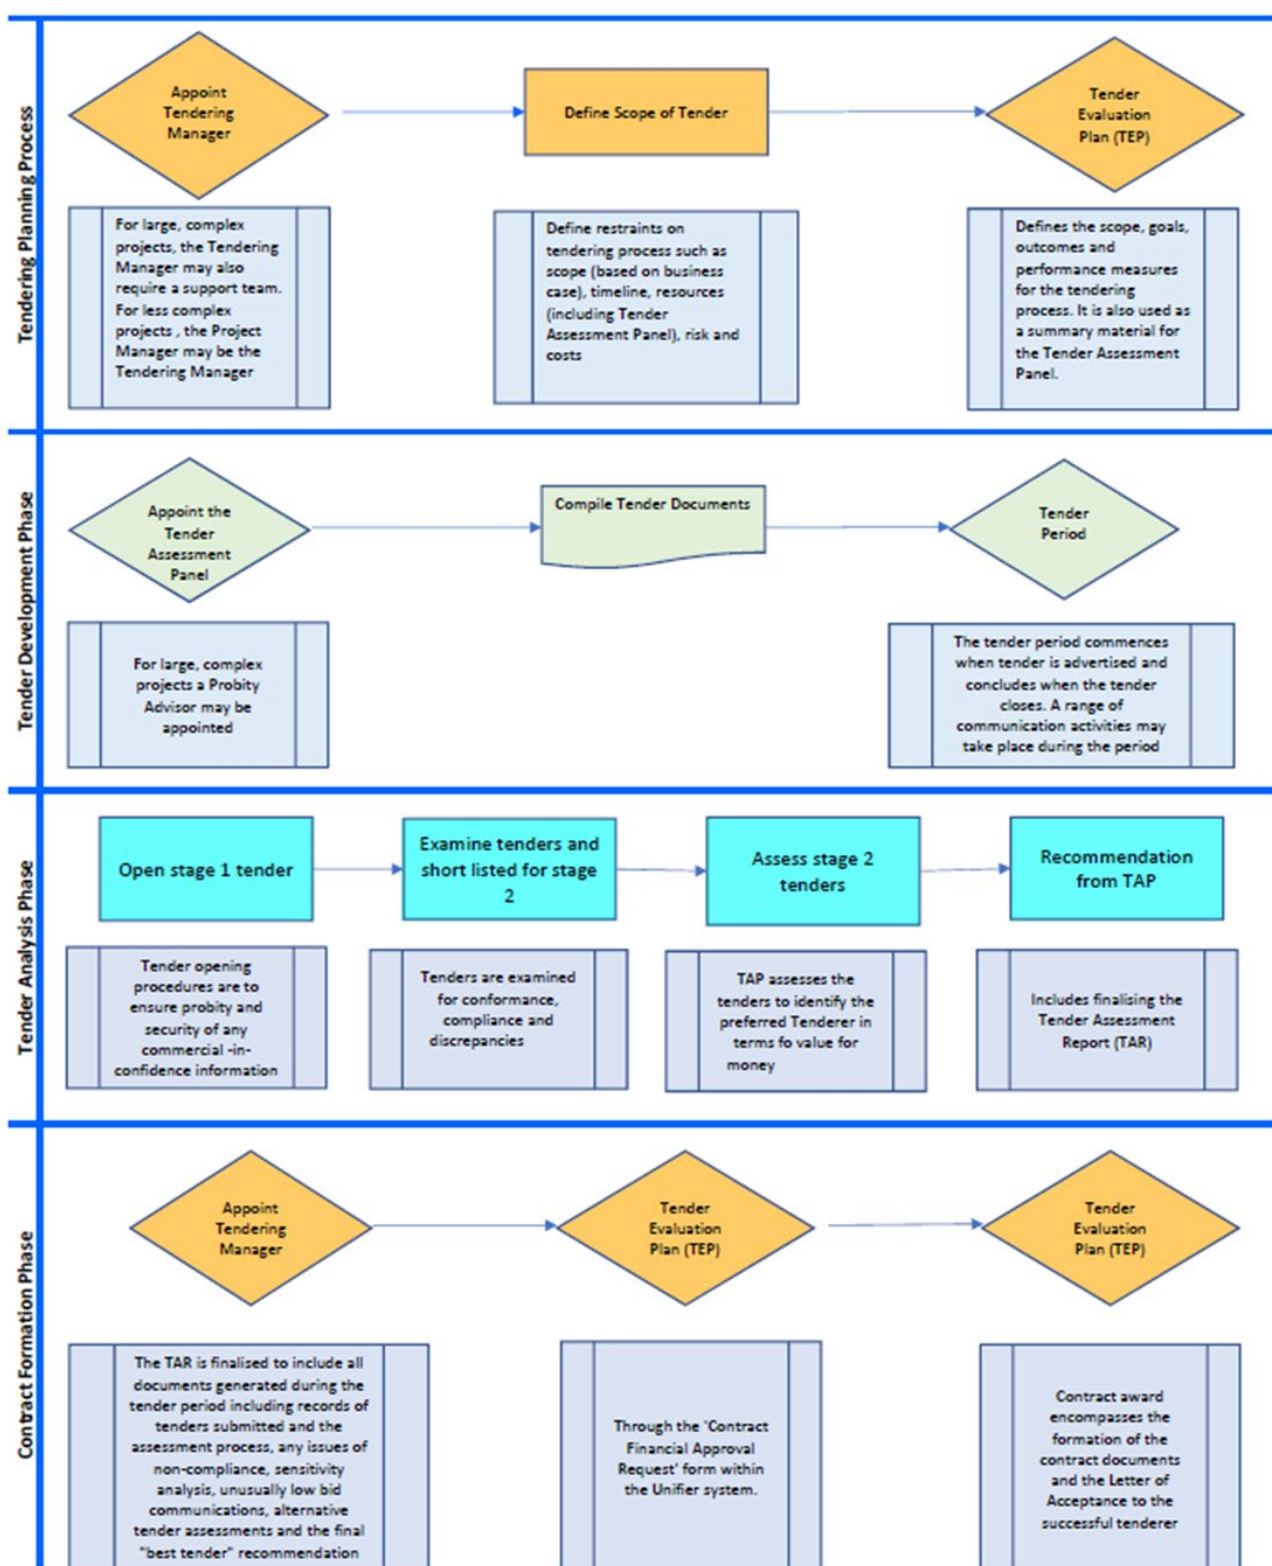 Tendering Planning Process
Appoint
Tendering
Manager
Define Scope of Tender
Tender
Evaluation
Plan (TEP)
For large, complex
projects, the Tendering
Manager may also
require a support team.
For less complex
projects , the Project
Manager may be the
Tendering Manager
Define restraints on
tendering process such as
scope (based on business
case), timeline, resources
(including Tender
Assessment Panel), risk and
costs
Defines the scope, goals,
outcomes and
performance measures
for the tendering
process. It is also used as
a summary material for
the Tender Assessment
Panel.
Tender Development Phase
Appoint the
Tender
Assessment
Panel
Compile Tender Documents
Tender
Period
For large, complex
projects a Probity
Advisor may be
appointed
The tender period commences
when tender is advertised and
concludes when the tender
closes. A range of
communication activities may
take place during the period
Tender Analysis Phase
Open stage 1 tender
Examine tenders and
short listed for stage
2
Assess stage 2
tenders
Recommendation
from TAP
Tender opening
procedures are to
ensure probity and
security of any
commercial -in-
confidence information
Tenders are examined
for conformance,
compliance and
discrepancies
TAP assesses the
tenders to identify the
preferred Tenderer in
terms fo value for
money
Includes finalising the
Tender Assessment
Report (TAR)
Contract Formation Phase
Appoint
Tendering
Manager
Tender
Evaluation
Plan (TEP)
Tender
Evaluation
Plan (TEP)
The TAR is finalised to include all
documents generated during the
tender period including records of
tenders submitted and the
assessment process, any issues of
non-compliance, sensitivity
analysis, unusually low bid
communications, alternative
tender assessments and the final
"best tender" recommendation
Through the 'Contract
Financial Approval
Request' form within
the Unifier system.
Contract award
encompasses the
formation of the
contract documents
and the Letter of
Acceptance to the
successful tenderer